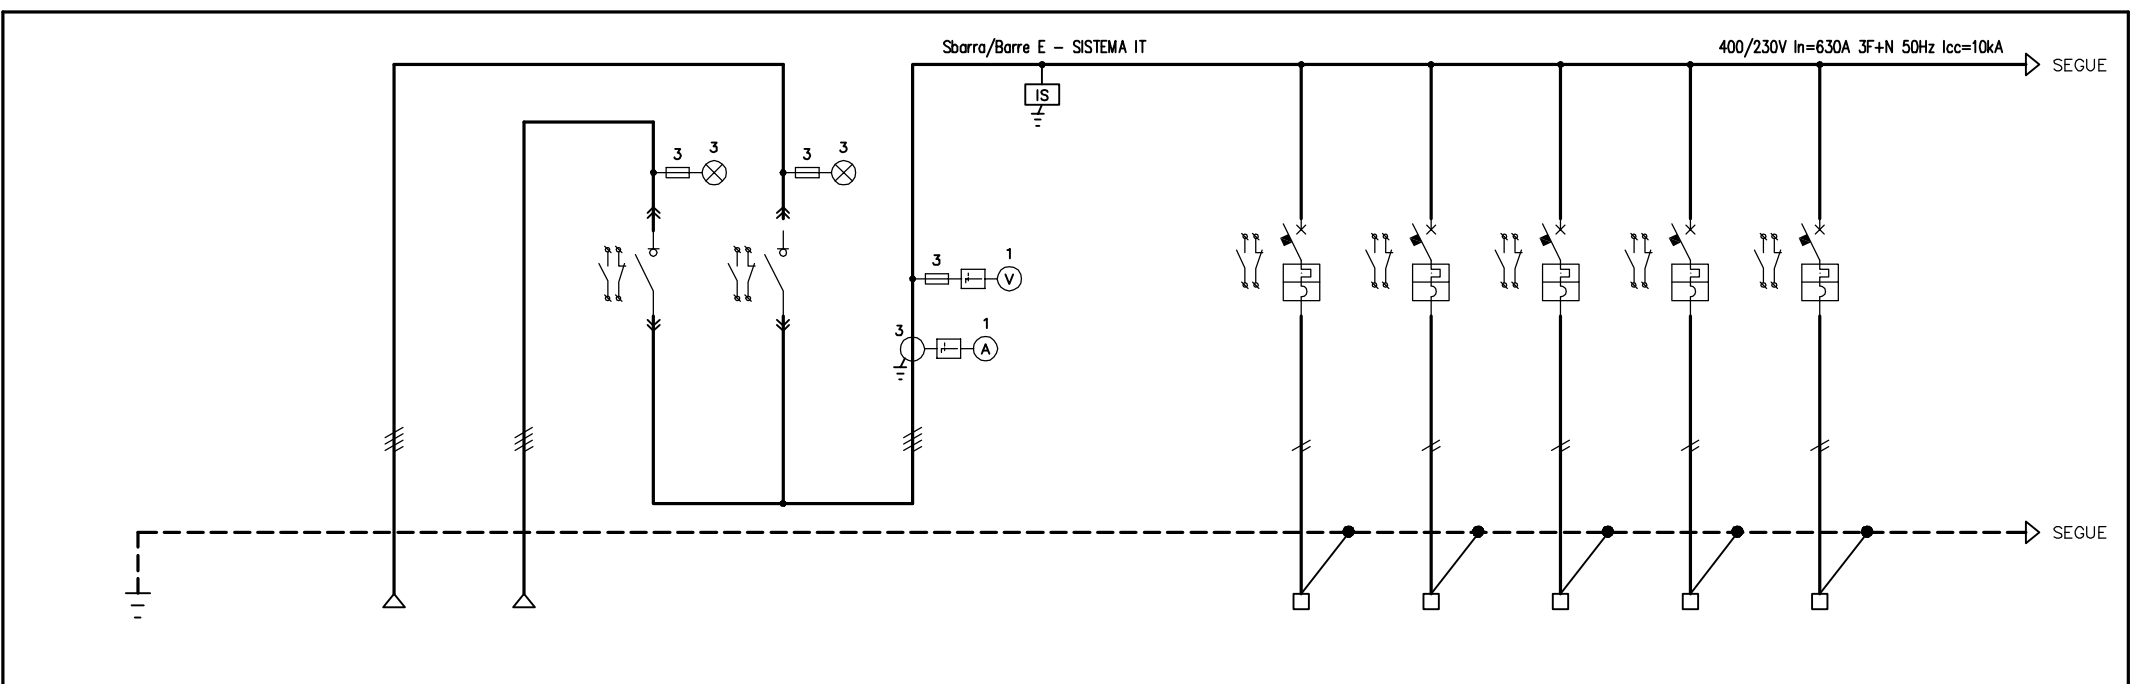 Sbarra/Barre E - SISTEMA IT
400/230V In=630A 3F+N 50Hz Icc=10kA
SEGUE
IS
3 3
3 3
3 1
V
3 1
A
SEGUE